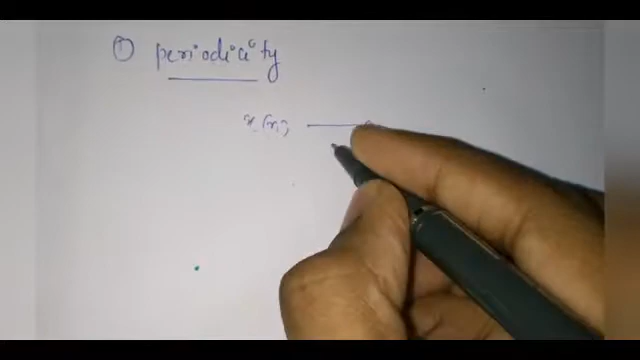 ① periodicity
x(n)